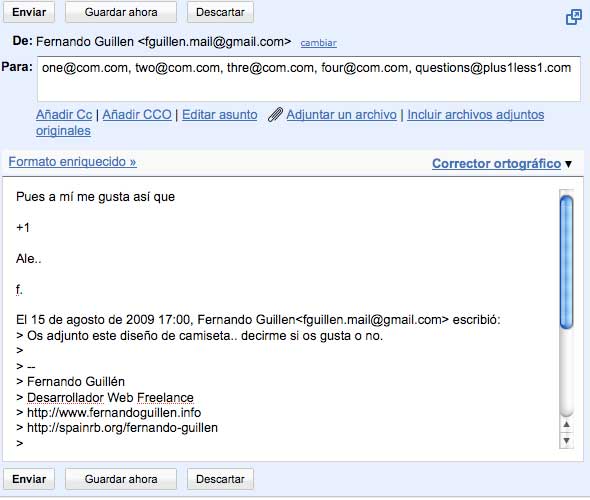 Enviar Guardar ahora Descartar
De: Fernando Guillen <fguillen.mail@gmail.com> cambiar
Para: one@com.com, two@com.com, thre@com.com, four@com.com, questions@plus1less1.com
Añadir Cc | Añadir CCO | Editar asunto Adjuntar un archivo | Incluir archivos adjuntos
originales
Formato enriquecido » Corrector ortográfico ▼
Pues a mí me gusta así que
+1
Ale..
f.
El 15 de agosto de 2009 17:00, Fernando Guillen<fguillen.mail@gmail.com> escribió:
> Os adjunto este diseño de camiseta.. decirme si os gusta o no.
>
> --
> Fernando Guillén
> Desarrollador Web Freelance
> http://www.fernandoguillen.info
> http://spainrb.org/fernando-guillen
>
Enviar Guardar ahora Descartar